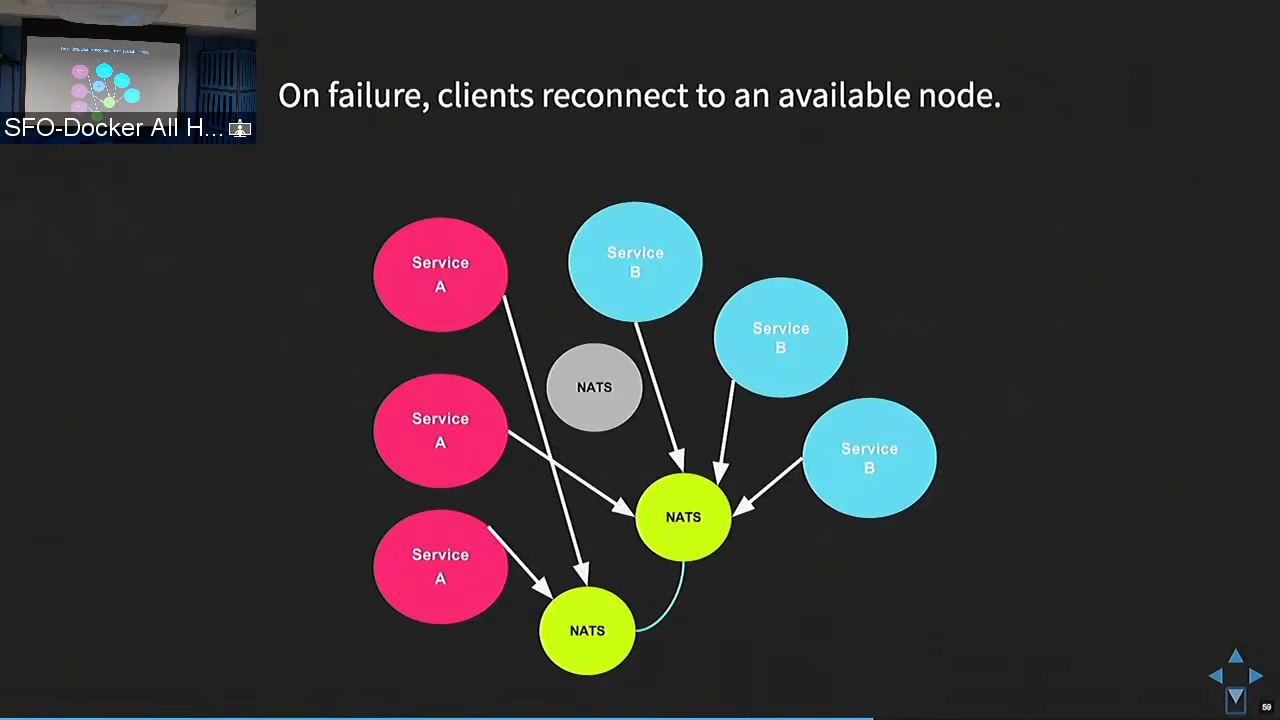 On failure, clients reconnect to an available node.
SFO-Docker All H...
Service
A
Service
B
Service
B
NATS
Service
A
Service
B
NATS
Service
A
NATS
59